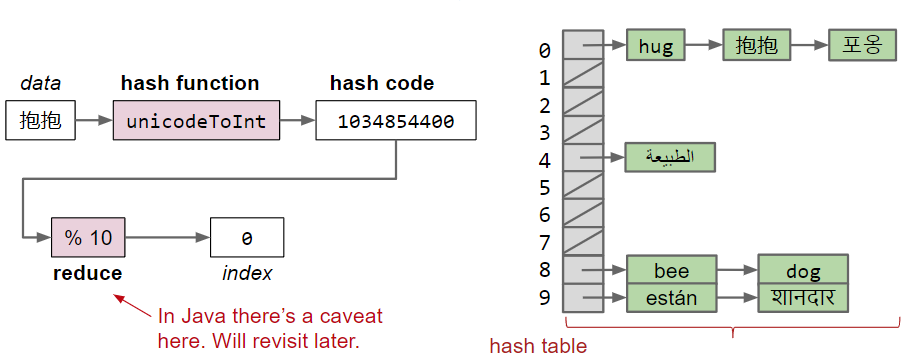 data
hash function
hash code
抱抱
unicodeToInt
1034854400
% 10
0
reduce
index
In Java there's a caveat
here. Will revisit later.
0
hug
抱抱
포옹
1
2
3
4
الطبيعة
5
6
7
8
bee
dog
9
están
शानदार
hash table